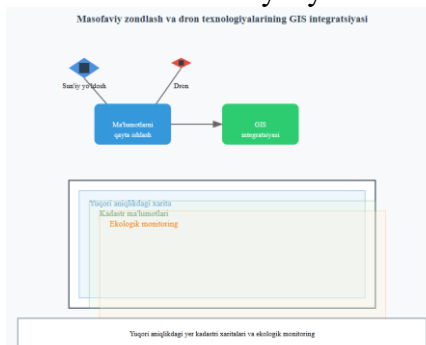 Masofaviy zondlash va dron texnologiyalarining GIS integratsiyasi
Sun'iy yo'ldosh
Dron
Ma'lumotlarni
qayta ishlash
GIS
integratsiyasi
Yuqori aniqlikdagi xarita
Kadastr ma'lumotlari
Ekologik monitoring
Yuqori aniqlikdagi yer kadastri xaritalari va ekologik monitoring